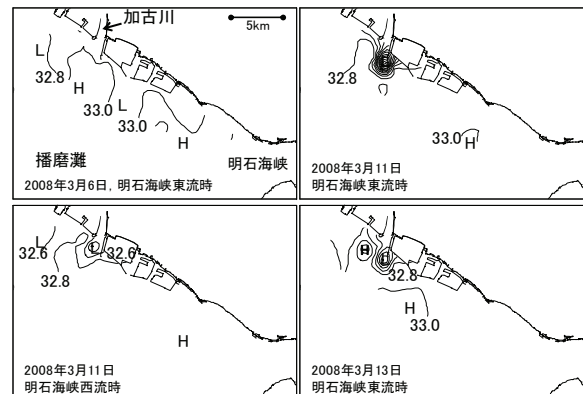 加古川
5km
L
32.8
H
33.0
L
33.0
H
播磨灘
明石海峡
2008年3月6日, 明石海峡東流時
32.8
33.0
H
2008年3月11日
明石海峡東流時
L
32.6
L
32.6
32.8
H
2008年3月11日
明石海峡西流時
H
L
32.8
H
33.0
2008年3月13日
明石海峡東流時